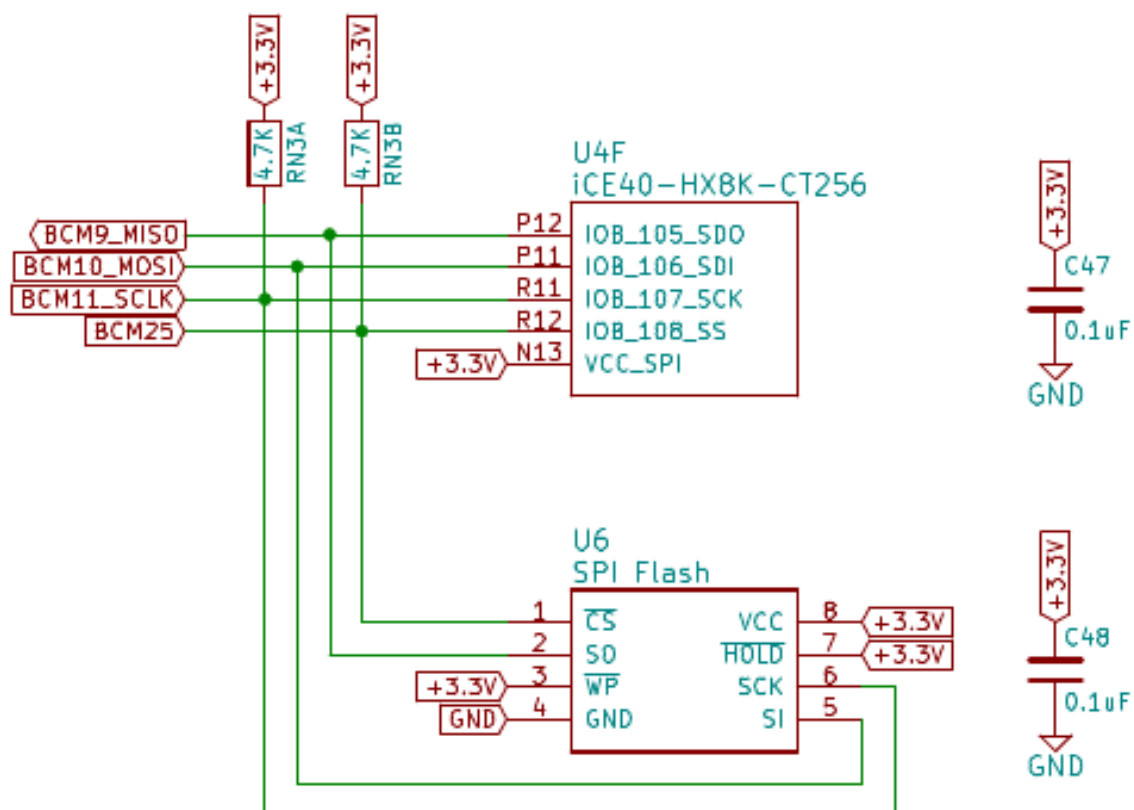 +3.3V
+3.3V
4.7K
RN3A
4.7K
RN3B
U4F
iCE40-HX8K-CT256
BCM9_MISO
P12
IOB_105_SDO
BCM10_MOSI
P11
IOB_106_SDI
BCM11_SCLK
R11
IOB_107_SCK
BCM25
R12
IOB_108_SS
+3.3V
N13
VCC_SPI
+3.3V
C47
0.1uF
GND
U6
SPI Flash
1
CS
VCC
8
+3.3V
2
SO
HOLD
7
+3.3V
+3.3V
3
WP
SCK
6
GND
4
GND
SI
5
+3.3V
C48
0.1uF
GND